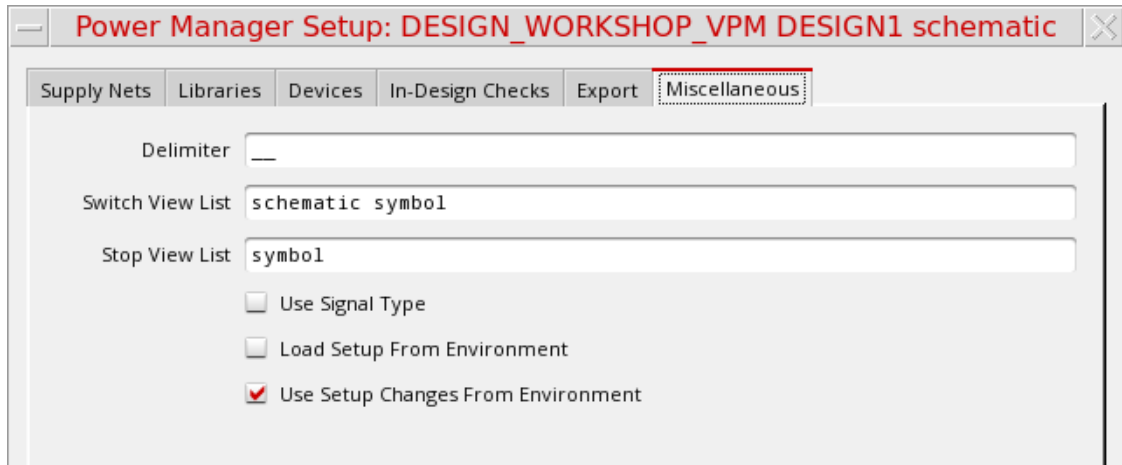 Power Manager Setup: DESIGN_WORKSHOP_VPM DESIGN1 schematic
Supply Nets Libraries Devices In-Design Checks Export Miscellaneous
Delimiter __
Switch View List schematic symbol
Stop View List symbol
Use Signal Type
Load Setup From Environment
Use Setup Changes From Environment